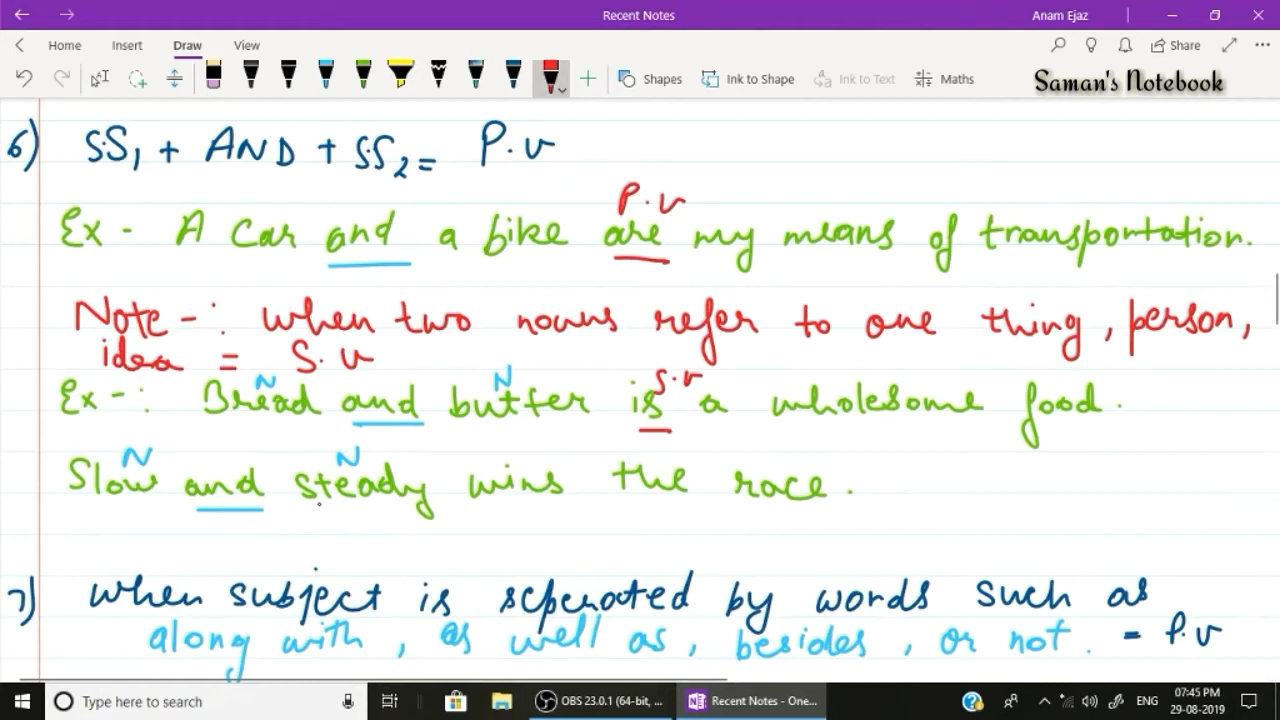 Recent Notes
Anam Ejaz
Home Insert Draw View
Share
Shapes Ink to Shape Ink to Text Maths
Saman's Notebook
6) S.S1 + AND + S.S2 = P.v
P.v
Ex - A Car and a bike are my means of transportation.
Note -: When two nouns refer to one thing, person,
idea = S.v
N N S.v
Ex -: Bread and butter is a wholesome food.
N N
Slow and steady wins the race.
7) When subject is seperated by words such as
along with, as well as, besides, or not. = P.v
Type here to search
OBS 23.0.1 (64-bit, ...
Recent Notes - One...
ENG
07:45 PM
29-08-2019